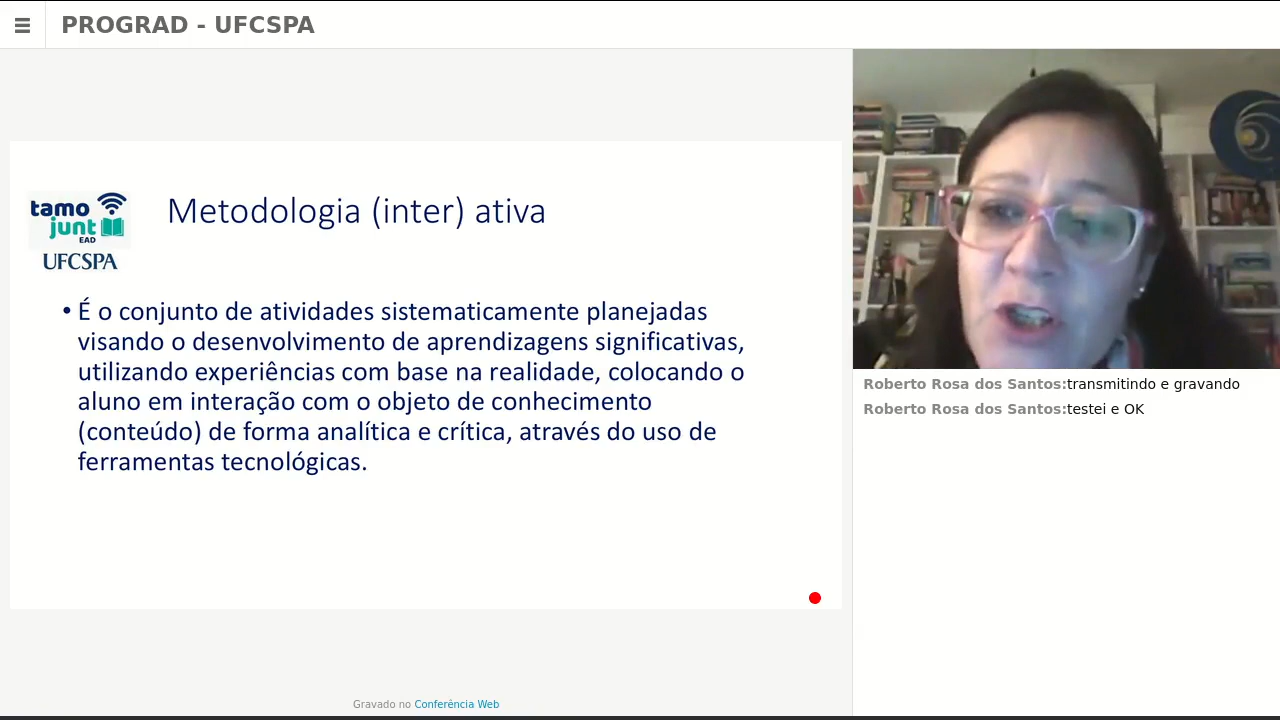 PROGRAD - UFCSPA
tamo
junt
EAD
UFCSPA
Metodologia (inter) ativa
• É o conjunto de atividades sistematicamente planejadas
visando o desenvolvimento de aprendizagens significativas,
utilizando experiências com base na realidade, colocando o
aluno em interação com o objeto de conhecimento
(conteúdo) de forma analítica e crítica, através do uso de
ferramentas tecnológicas.
Roberto Rosa dos Santos:transmitindo e gravando
Roberto Rosa dos Santos:testei e OK
Gravado no Conferência Web